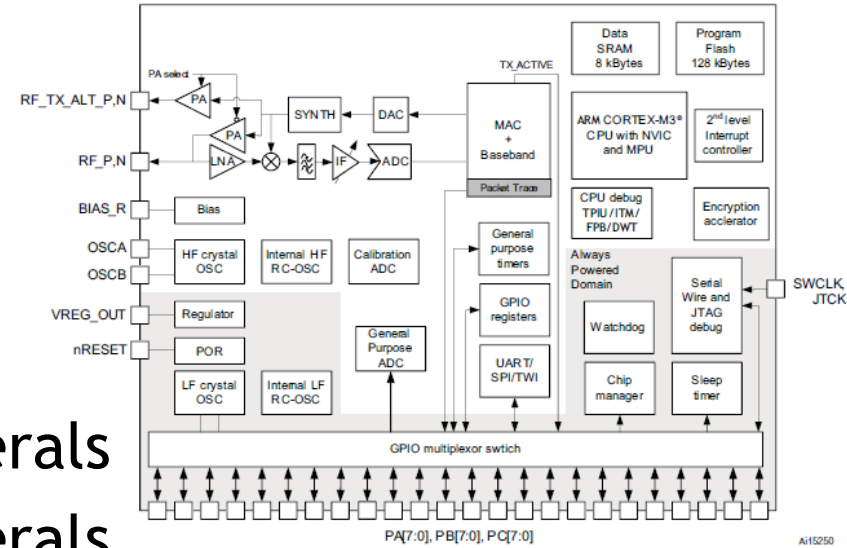 Data
SRAM
8 kBytes
Program
Flash
128 kBytes
TX_ACTIVE
PA select
RF_TX_ALT_P,N
PA
SYNTH
DAC
MAC
+
Baseband
ARM CORTEX-M3®
CPU with NVIC
and MPU
2nd level
Interrupt
controller
PA
RF_P,N
LNA
IF
ADC
Packet Trace
CPU debug
TPIU/ITM/
FPB/DWT
Encryption
acclerator
BIAS_R
Bias
OSCA
OSCB
HF crystal
OSC
Internal HF
RC-OSC
Calibration
ADC
General
purpose
timers
Always
Powered
Domain
Serial
Wire and
JTAG
debug
SWCLK,
JTCK
VREG_OUT
Regulator
GPIO
registers
Watchdog
nRESET
POR
General
Purpose
ADC
UART/
SPI/TWI
LF crystal
OSC
Internal LF
RC-OSC
Chip
manager
Sleep
timer
erals
GPIO multiplexor swtich
erals
PA[7:0], PB[7:0], PC[7:0]
Ai15250